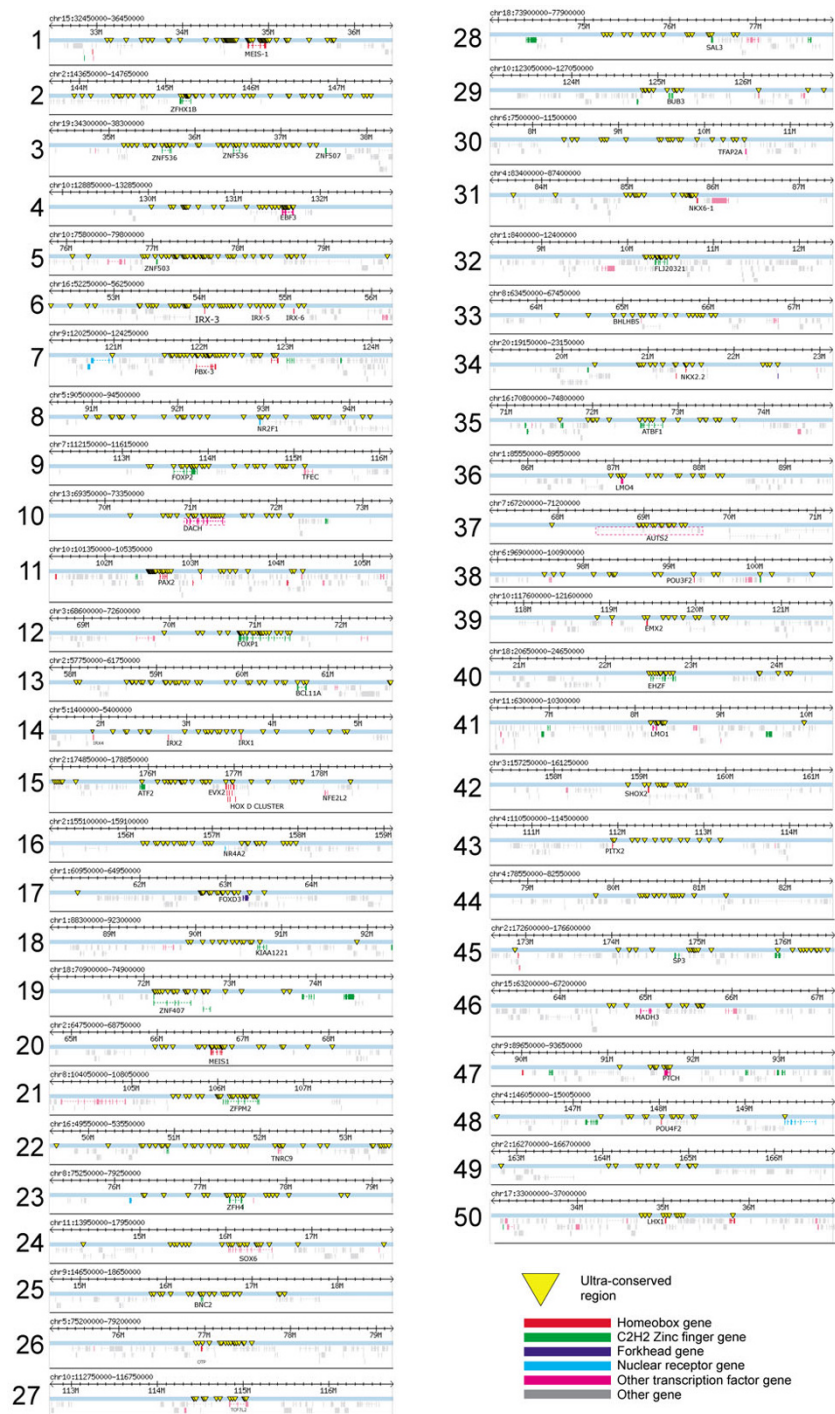 chr15:32450000-36450000
33M 34M 35M 36M
1
MEIS-1
chr2:143650000-147650000
144M 145M 146M 147M
2
ZFHX1B
chr19:34300000-38300000
35M 36M 37M 38M
3
ZNF536 ZNF536 ZNF507
chr10:128850000-132850000
130M 131M 132M
4
EBF3
chr10:75800000-79800000
76M 77M 78M 79M
5
ZNF503
chr16:52250000-56250000
53M 54M 55M 56M
6
IRX-3 IRX-5 IRX-6
chr9:120250000-124250000
121M 122M 123M 124M
7
PBX-3
chr5:90500000-94500000
91M 92M 93M 94M
8
NR2F1
chr7:112150000-116150000
113M 114M 115M 116M
9
FOXP2 TFEC
chr13:69350000-73350000
70M 71M 72M 73M
10
DACH
chr10:101350000-105350000
102M 103M 104M 105M
11
PAX2
chr3:68600000-72600000
69M 70M 71M 72M
12
FOXP1
chr2:57750000-61750000
58M 59M 60M 61M
13
BCL11A
chr5:1400000-5400000
2M 3M 4M 5M
14
IRX4 IRX2 IRX1
chr2:174850000-178850000
176M 177M 178M
15
ATF2 EVX2 NFE2L2
HOX D CLUSTER
chr2:155100000-159100000
156M 157M 158M 159M
16
NR4A2
chr1:60950000-64950000
62M 63M 64M
17
FOXD3
chr1:88300000-92300000
89M 90M 91M 92M
18
KIAA1221
chr18:70900000-74900000
72M 73M 74M
19
ZNF407
chr2:64750000-68750000
65M 66M 67M 68M
20
MEIS1
chr8:104050000-108050000
105M 106M 107M
21
ZFPM2
chr16:49550000-53550000
50M 51M 52M 53M
22
TNRC9
chr8:75250000-79250000
76M 77M 78M 79M
23
ZFH4
chr11:13950000-17950000
15M 16M 17M
24
SOX6
chr9:14650000-18650000
15M 16M 17M 18M
25
BNC2
chr5:75200000-79200000
76M 77M 78M 79M
26
OTP
chr10:112750000-116750000
113M 114M 115M 116M
27
TCF7L2
chr18:73900000-77900000
75M 76M 77M
28
SAL3
chr10:123050000-127050000
124M 125M 126M
29
BUB3
chr6:7500000-11500000
8M 9M 10M 11M
30
TFAP2A
chr4:83400000-87400000
84M 85M 86M 87M
31
NKX6-1
chr1:8400000-12400000
9M 10M 11M 12M
32
FLJ20321
chr8:63450000-67450000
64M 65M 66M 67M
33
BHLHB5
chr20:19150000-23150000
20M 21M 22M 23M
34
NKX2.2
chr16:70800000-74800000
71M 72M 73M 74M
35
ATBF1
chr1:85550000-89550000
86M 87M 88M 89M
36
LMO4
chr7:67200000-71200000
68M 69M 70M 71M
37
AUTS2
chr6:96900000-100900000
98M 99M 100M
38
POU3F2
chr10:117600000-121600000
118M 119M 120M 121M
39
EMX2
chr18:20650000-24650000
21M 22M 23M 24M
40
EHZF
chr11:6300000-10300000
7M 8M 9M 10M
41
LMO1
chr3:157250000-161250000
158M 159M 160M 161M
42
SHOX2
chr4:110500000-114500000
111M 112M 113M 114M
43
PITX2
chr4:78550000-82550000
79M 80M 81M 82M
44
chr2:172600000-176600000
173M 174M 175M 176M
45
SP3
chr15:63200000-67200000
64M 65M 66M 67M
46
MADH3
chr9:89650000-93650000
90M 91M 92M 93M
47
PTCH
chr4:146050000-150050000
147M 148M 149M
48
POU4F2
chr2:162700000-166700000
163M 164M 165M 166M
49
chr17:33000000-37000000
34M 35M 36M
50
LHX1
Ultra-conserved
region
Homeobox gene
C2H2 Zinc finger gene
Forkhead gene
Nuclear receptor gene
Other transcription factor gene
Other gene